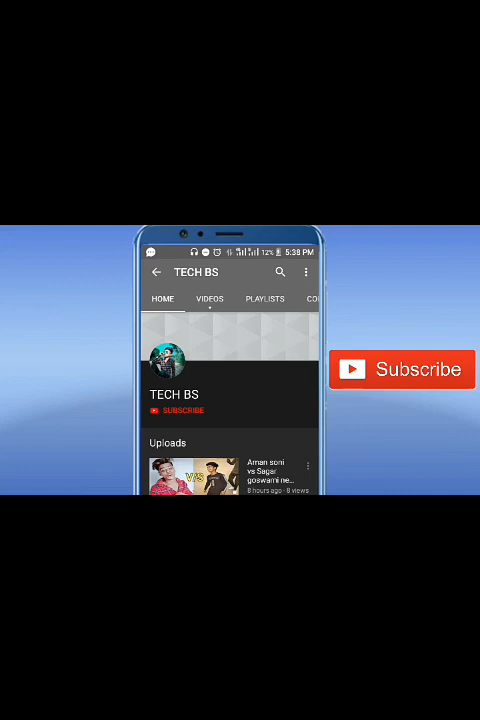 12% 5:38 PM
TECH BS
HOME VIDEOS PLAYLISTS
TECH BS
SUBSCRIBE
Subscribe
Uploads
V/S
Aman soni
vs Sagar
goswami ne...
8 hours ago · 8 views